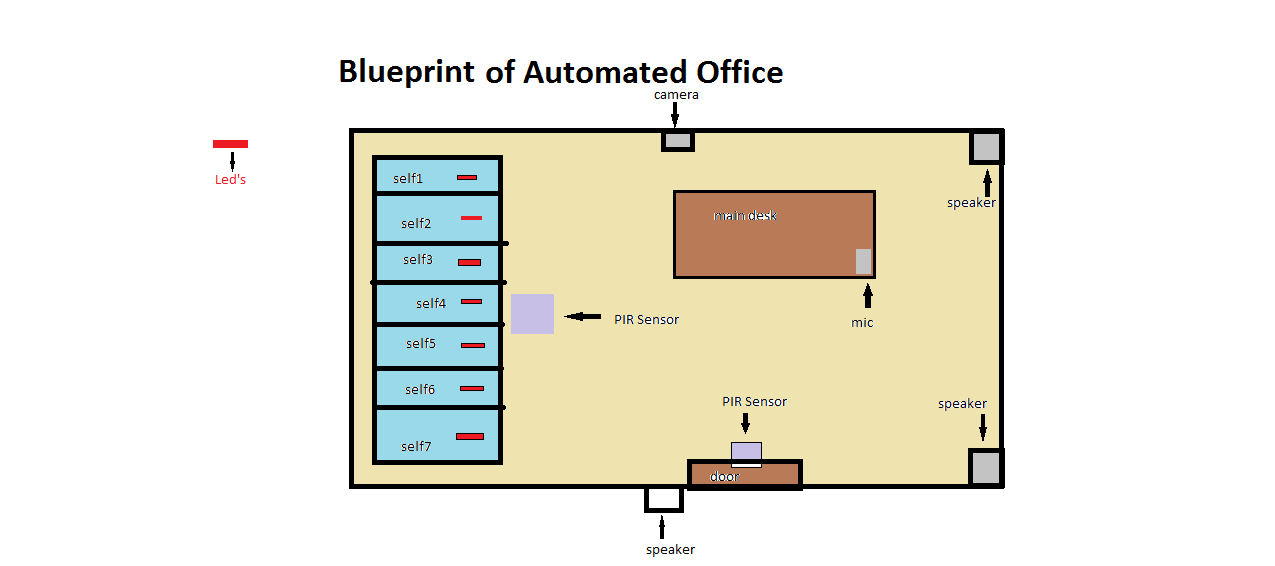 Blueprint of Automated Office
camera
Led's
self1
self2
self3
self4
self5
self6
self7
main desk
speaker
mic
PIR Sensor
PIR Sensor
speaker
door
speaker